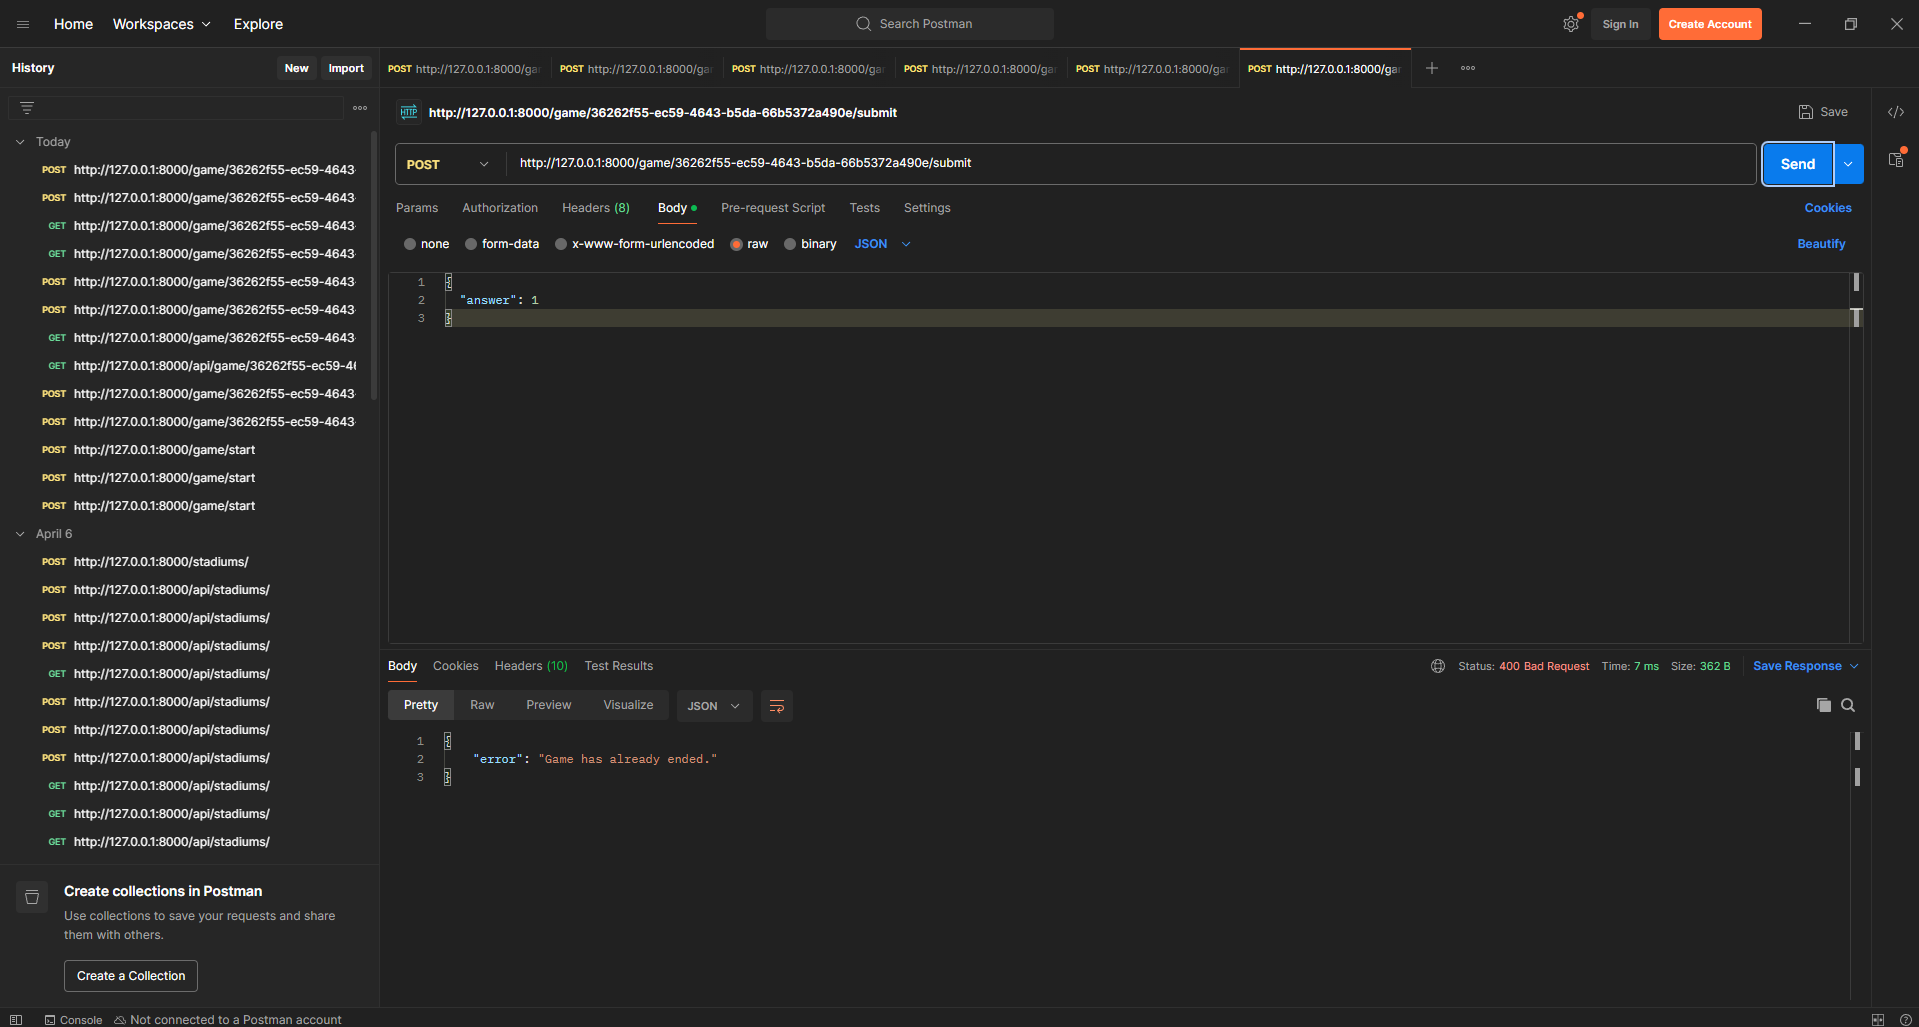 Home Workspaces Explore Search Postman Sign In Create Account
History New Import
POST http://127.0.0.1:8000/ga POST http://127.0.0.1:8000/ga POST http://127.0.0.1:8000/ga POST http://127.0.0.1:8000/ga POST http://127.0.0.1:8000/ga POST http://127.0.0.1:8000/ga
Today
POST http://127.0.0.1:8000/game/36262f55-ec59-4643-
POST http://127.0.0.1:8000/game/36262f55-ec59-4643-
GET http://127.0.0.1:8000/game/36262f55-ec59-4643-
GET http://127.0.0.1:8000/game/36262f55-ec59-4643-
POST http://127.0.0.1:8000/game/36262f55-ec59-4643-
POST http://127.0.0.1:8000/game/36262f55-ec59-4643-
GET http://127.0.0.1:8000/game/36262f55-ec59-4643-
GET http://127.0.0.1:8000/api/game/36262f55-ec59-46
POST http://127.0.0.1:8000/game/36262f55-ec59-4643-
POST http://127.0.0.1:8000/game/36262f55-ec59-4643-
POST http://127.0.0.1:8000/game/start
POST http://127.0.0.1:8000/game/start
POST http://127.0.0.1:8000/game/start
April 6
POST http://127.0.0.1:8000/stadiums/
POST http://127.0.0.1:8000/api/stadiums/
POST http://127.0.0.1:8000/api/stadiums/
POST http://127.0.0.1:8000/api/stadiums/
GET http://127.0.0.1:8000/api/stadiums/
POST http://127.0.0.1:8000/api/stadiums/
POST http://127.0.0.1:8000/api/stadiums/
POST http://127.0.0.1:8000/api/stadiums/
GET http://127.0.0.1:8000/api/stadiums/
GET http://127.0.0.1:8000/api/stadiums/
GET http://127.0.0.1:8000/api/stadiums/
Create collections in Postman
Use collections to save your requests and share
them with others.
Create a Collection
HTTP http://127.0.0.1:8000/game/36262f55-ec59-4643-b5da-66b5372a490e/submit Save
POST http://127.0.0.1:8000/game/36262f55-ec59-4643-b5da-66b5372a490e/submit Send
Params Authorization Headers (8) Body Pre-request Script Tests Settings Cookies
none form-data x-www-form-urlencoded raw binary JSON Beautify
1 {
2 "answer": 1
3 }
Body Cookies Headers (10) Test Results Status: 400 Bad Request Time: 7 ms Size: 362 B Save Response
Pretty Raw Preview Visualize JSON
1 {
2 "error": "Game has already ended."
3 }
Console Not connected to a Postman account